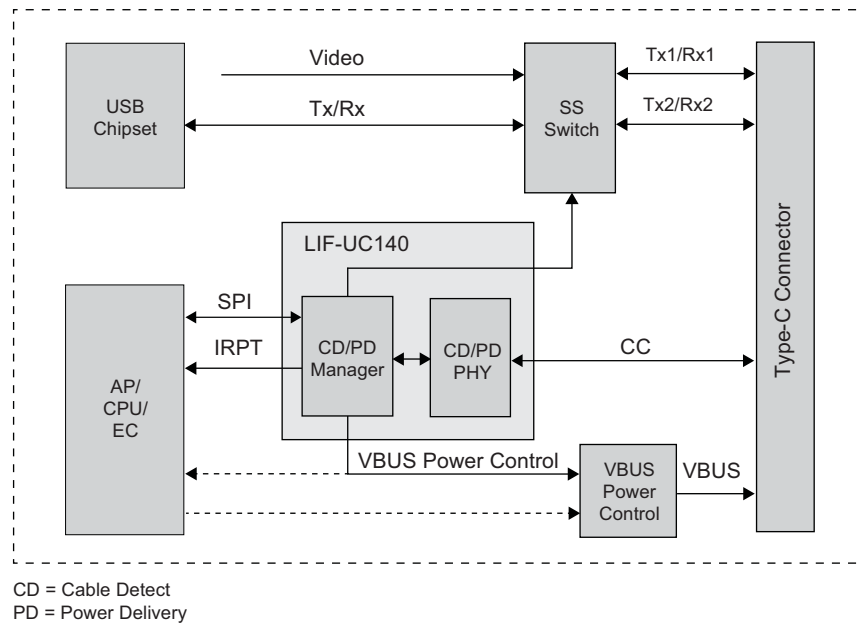 Video
Tx1/Rx1
USB
Chipset
Tx/Rx
SS
Switch
Tx2/Rx2
Type-C Connector
LIF-UC140
SPI
IRPT
CD/PD
Manager
CD/PD
PHY
CC
AP/
CPU/
EC
VBUS Power Control
VBUS
Power
Control
VBUS
CD = Cable Detect
PD = Power Delivery